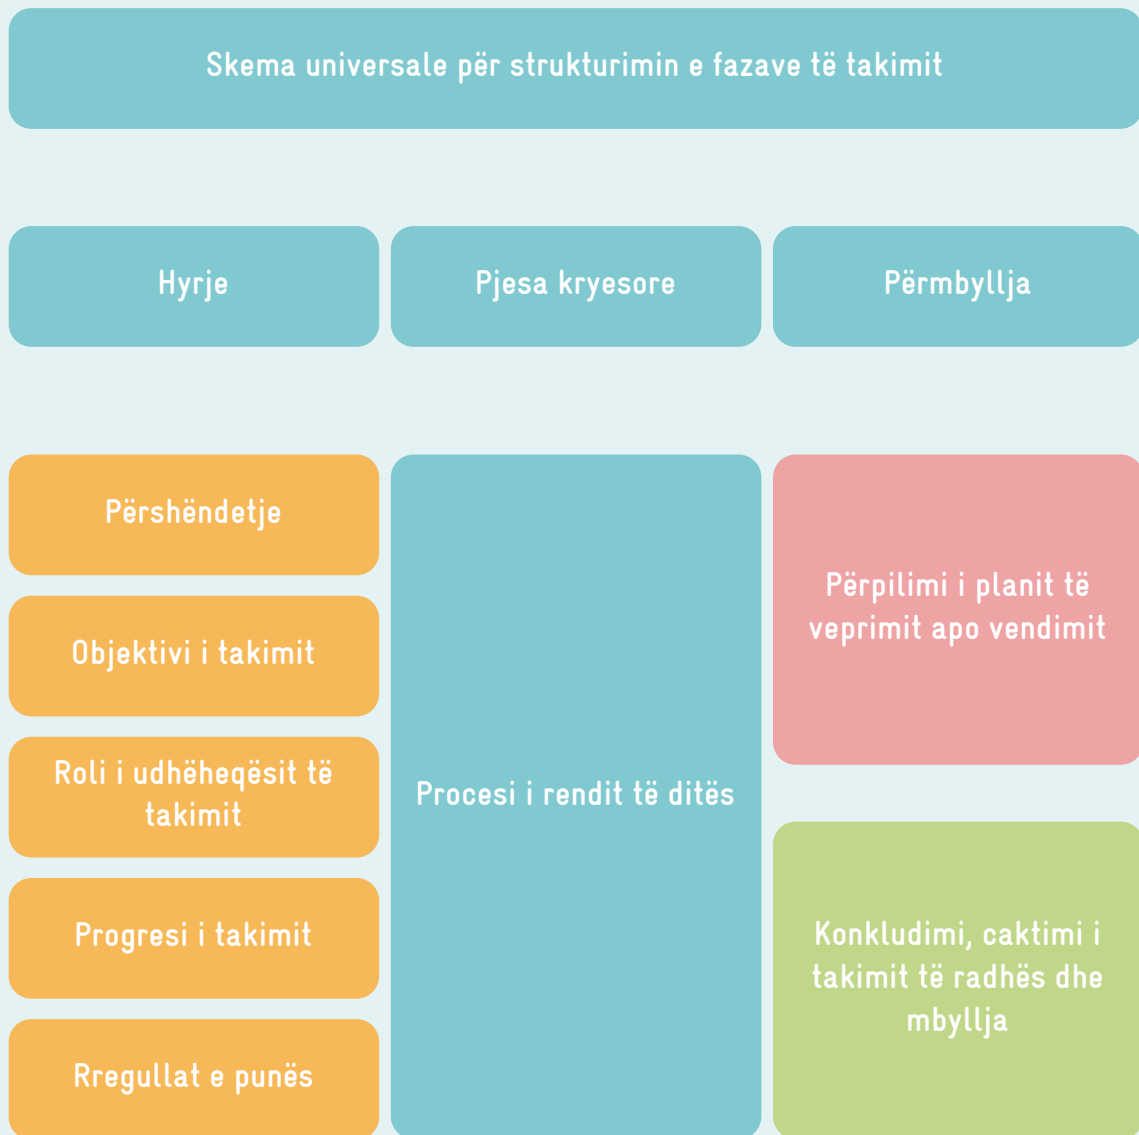 Skema universale për strukturimin e fazave të takimit
Hyrje
Pjesa kryesore
Përmbyllja
Përshëndetje
Objektivi i takimit
Roli i udhëheqësit të
takimit
Progresi i takimit
Rregullat e punës
Procesi i rendit të ditës
Përpilimi i planit të
veprimit apo vendimit
Konkludimi, caktimi i
takimit të radhës dhe
mbyllja